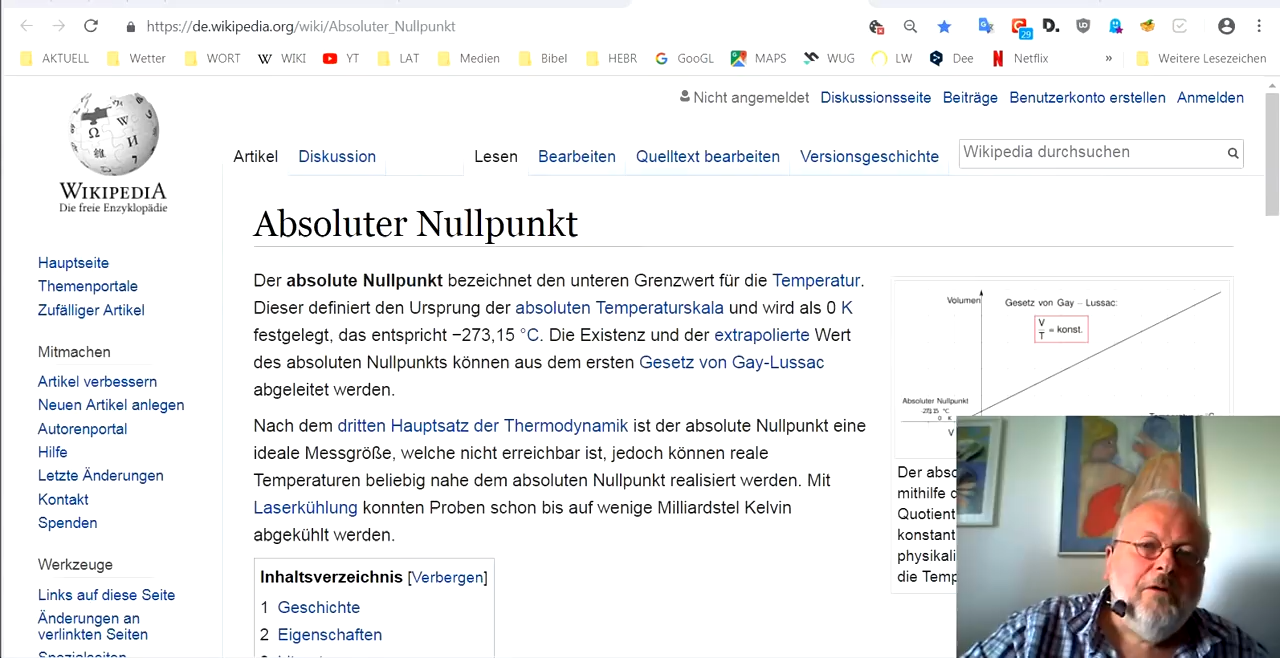 https://de.wikipedia.org/wiki/Absoluter_Nullpunkt
29
D.
AKTUELL Wetter WORT W WIKI YT LAT Medien Bibel HEBR GooGL MAPS WUG LW Dee Netflix » Weitere Lesezeichen
Nicht angemeldet Diskussionsseite Beiträge Benutzerkonto erstellen Anmelden
Artikel Diskussion Lesen Bearbeiten Quelltext bearbeiten Versionsgeschichte Wikipedia durchsuchen
WIKIPEDIA
Die freie Enzyklopädie
Hauptseite
Themenportale
Zufälliger Artikel
Mitmachen
Artikel verbessern
Neuen Artikel anlegen
Autorenportal
Hilfe
Letzte Änderungen
Kontakt
Spenden
Werkzeuge
Links auf diese Seite
Änderungen an
verlinkten Seiten
Spezialseiten
Absoluter Nullpunkt
Der absolute Nullpunkt bezeichnet den unteren Grenzwert für die Temperatur.
Dieser definiert den Ursprung der absoluten Temperaturskala und wird als 0 K
festgelegt, das entspricht −273,15 °C. Die Existenz und der extrapolierte Wert
des absoluten Nullpunkts können aus dem ersten Gesetz von Gay-Lussac
abgeleitet werden.
Nach dem dritten Hauptsatz der Thermodynamik ist der absolute Nullpunkt eine
ideale Messgröße, welche nicht erreichbar ist, jedoch können reale
Temperaturen beliebig nahe dem absoluten Nullpunkt realisiert werden. Mit
Laserkühlung konnten Proben schon bis auf wenige Milliardstel Kelvin
abgekühlt werden.
Inhaltsverzeichnis [Verbergen]
1 Geschichte
2 Eigenschaften
Volumen
Gesetz von Gay – Lussac:
V
T = konst.
Absoluter Nullpunkt
-273,15 °C
0 K
V
Der abso
mithilfe
Quotient
konstant
physikali
die Temp